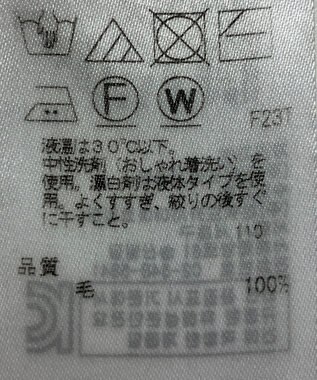 F W
F23T
液温は30℃以下。
中性洗剤(おしゃれ着洗い)を
使用。漂白剤は液体タイプを使
用。よくすすぎ、絞りの後すぐ
に干すこと。
110
品質
毛 100%